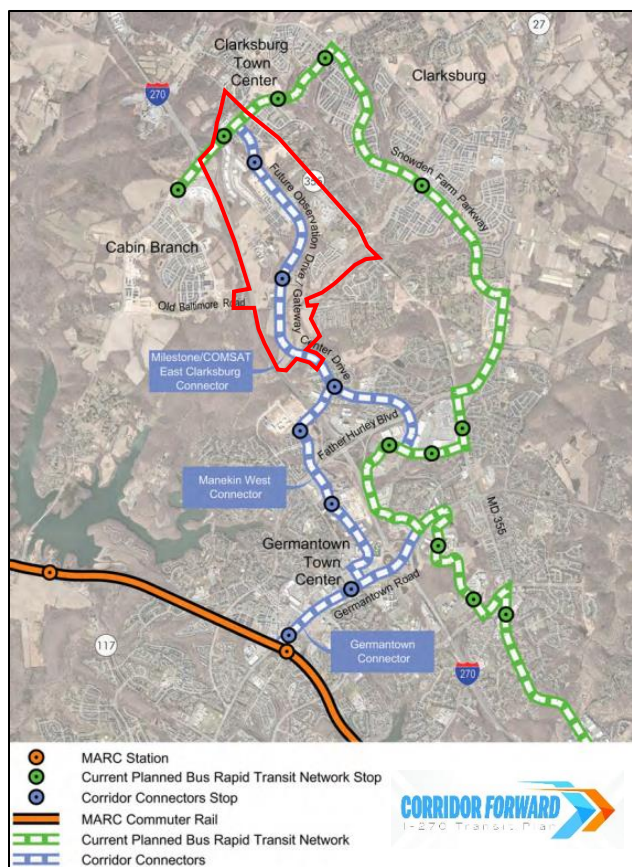 27
Clarksburg
Town
Center
Clarksburg
270
355
Snowden Farm Parkway
Future Observation Drive / Gateway
Center Drive
Cabin Branch
Old Baltimore Road
Milestone/COMSAT
East Clarksburg
Connector
Father Hurley Blvd
Manekin West
Connector
MD 355
Germantown
Town
Center
Germantown Road
117
Germantown
Connector
270
MARC Station
Current Planned Bus Rapid Transit Network Stop
Corridor Connectors Stop
MARC Commuter Rail
Current Planned Bus Rapid Transit Network
Corridor Connectors
CORRIDOR FORWARD
I-270 Transit Plan